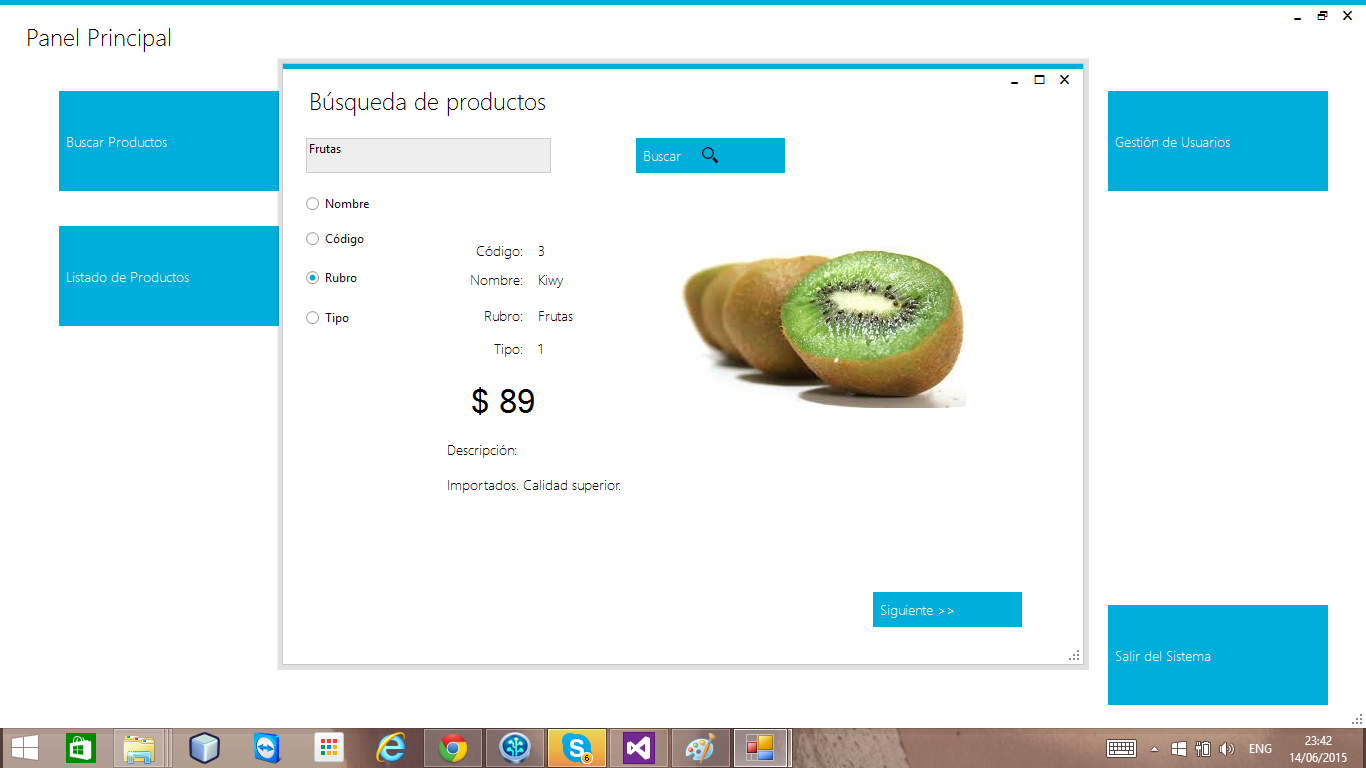 Panel Principal
Buscar Productos
Listado de Productos
Búsqueda de productos
Frutas
Buscar
Nombre
Código
Rubro
Tipo
Código: 3
Nombre: Kiwy
Rubro: Frutas
Tipo: 1
$ 89
Descripción:
Importados. Calidad superior.
Siguiente >>
Gestión de Usuarios
Salir del Sistema
6
ENG
23:42
14/06/2015